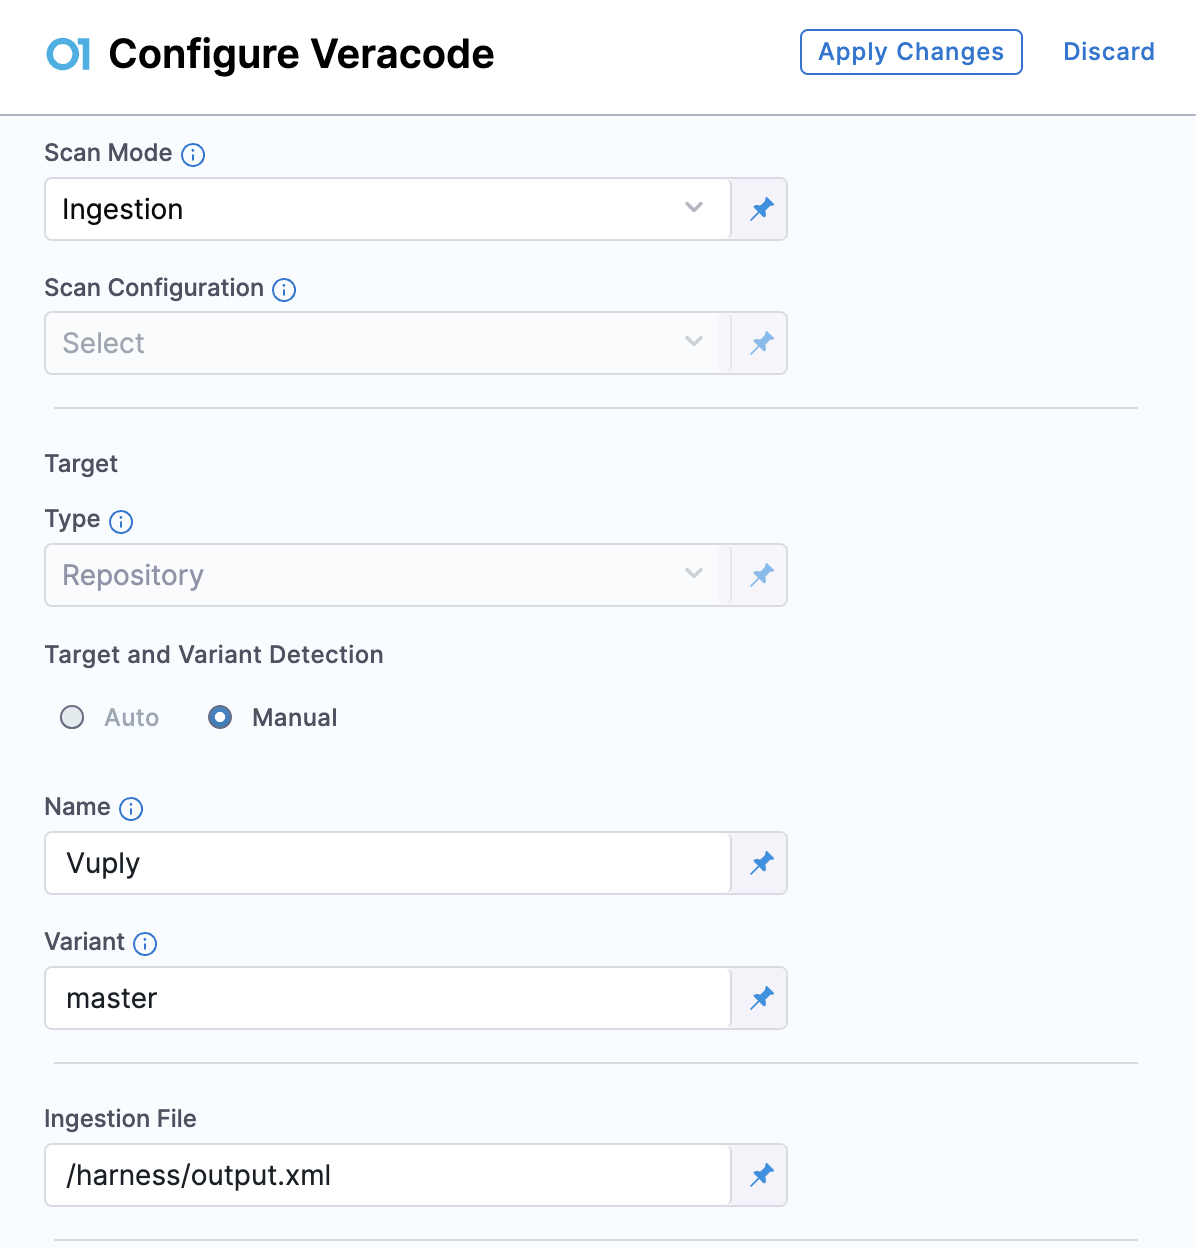 Configure Veracode
Apply Changes
Discard
Scan Mode
Ingestion
Scan Configuration
Select
Target
Type
Repository
Target and Variant Detection
Auto
Manual
Name
Vuply
Variant
master
Ingestion File
/harness/output.xml